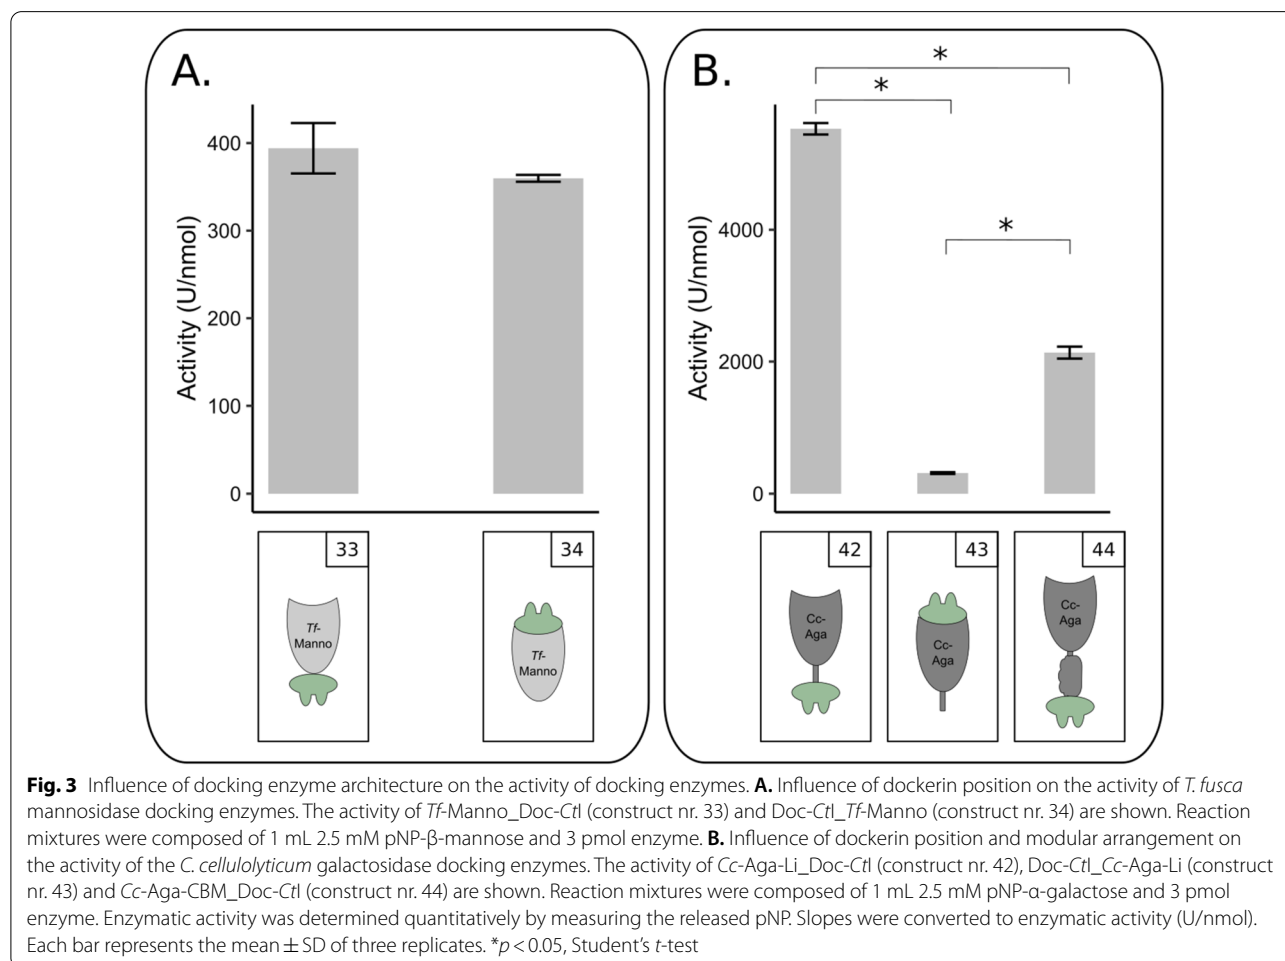 A.
Activity (U/nmol)
400
300
200
100
0
33
Tf-
Manno
34
Tf-
Manno
B.
*
*
*
Activity (U/nmol)
4000
2000
0
42
Cc-
Aga
43
Cc-
Aga
44
Cc-
Aga
Fig. 3 Influence of docking enzyme architecture on the activity of docking enzymes. A. Influence of dockerin position on the activity of T. fusca
mannosidase docking enzymes. The activity of Tf-Manno_Doc-CtI (construct nr. 33) and Doc-CtI_Tf-Manno (construct nr. 34) are shown. Reaction
mixtures were composed of 1 mL 2.5 mM pNP-β-mannose and 3 pmol enzyme. B. Influence of dockerin position and modular arrangement on
the activity of the C. cellulolyticum galactosidase docking enzymes. The activity of Cc-Aga-Li_Doc-CtI (construct nr. 42), Doc-CtI_Cc-Aga-Li (construct
nr. 43) and Cc-Aga-CBM_Doc-CtI (construct nr. 44) are shown. Reaction mixtures were composed of 1 mL 2.5 mM pNP-α-galactose and 3 pmol
enzyme. Enzymatic activity was determined quantitatively by measuring the released pNP. Slopes were converted to enzymatic activity (U/nmol).
Each bar represents the mean ± SD of three replicates. *p < 0.05, Student's t-test